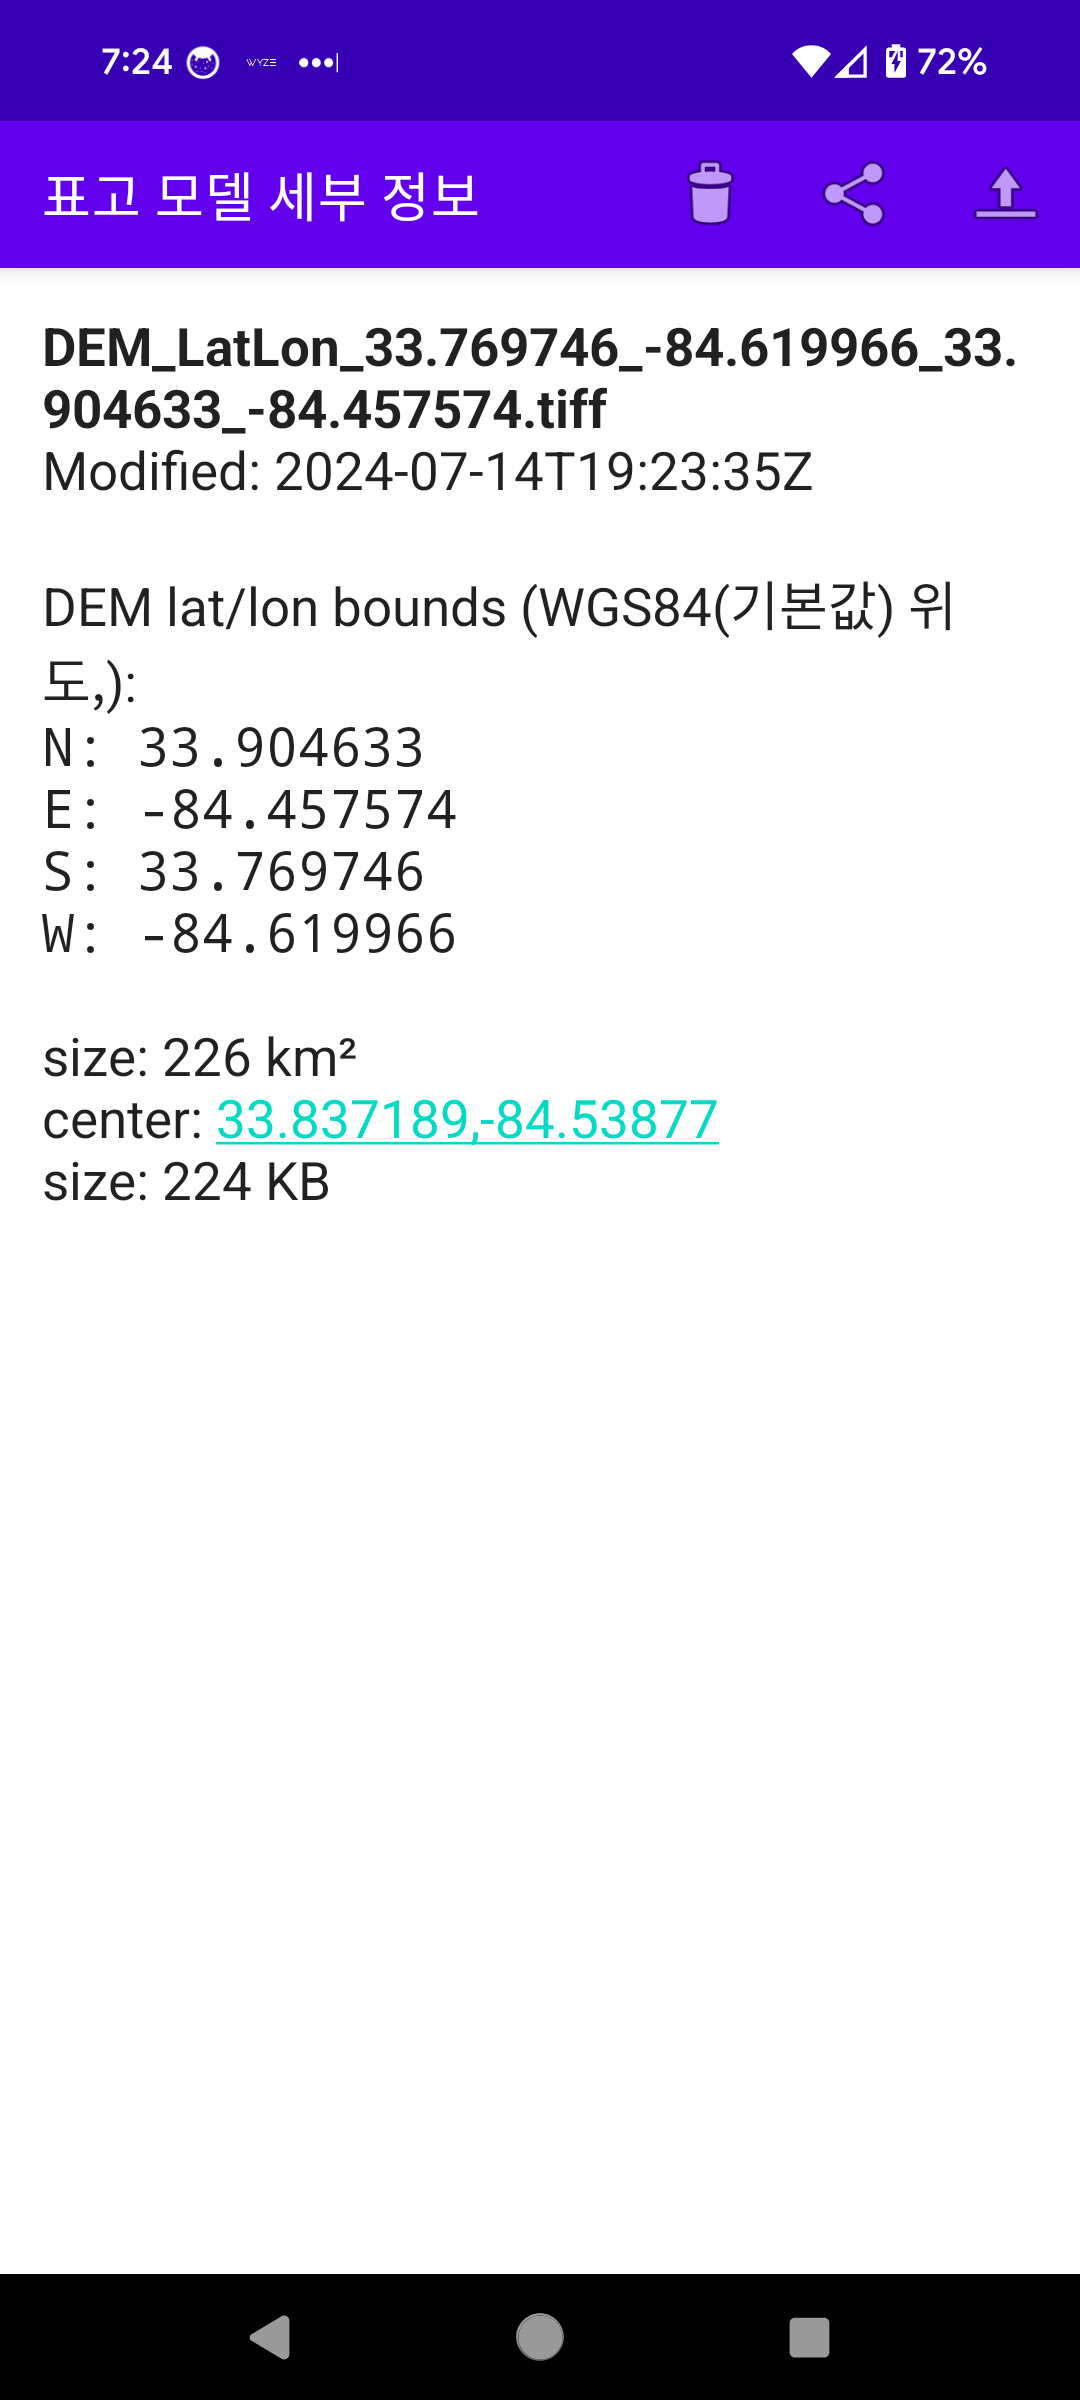 7:24 WYZE
72%
표고 모델 세부 정보
DEM_LatLon_33.769746_-84.619966_33.
904633_-84.457574.tiff
Modified: 2024-07-14T19:23:35Z
DEM lat/lon bounds (WGS84(기본값) 위
도,):
N: 33.904633
E: -84.457574
S: 33.769746
W: -84.619966
size: 226 km²
center: 33.837189,-84.53877
size: 224 KB